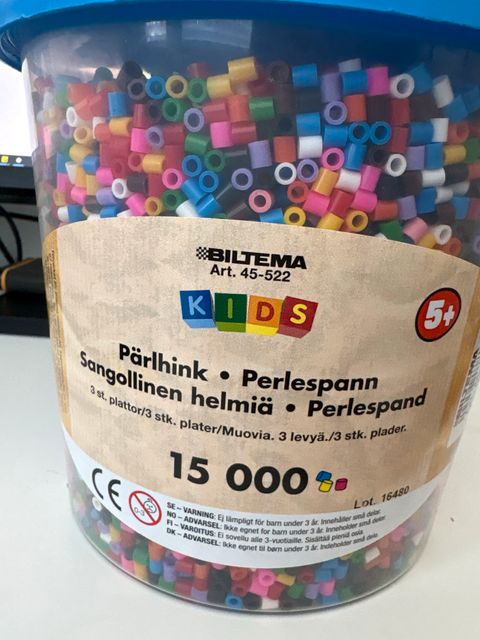 BILTEMA
Art. 45-522
KIDS
5+
Pärlhink • Perlespann
Sangollinen helmiä • Perlespand
3 st. plattor/3 stk. plater/Muovia. 3 levyä./3 stk. plader.
15 000
Lot. 16480
CE
0-3
SE – VARNING: Ej lämpligt för barn under 3 år. Innehåller små delar.
NO – ADVARSEL: Ikke egnet for barn under 3 år. Inneholder små deler.
FI – VAROITUS: Ei sovellu alle 3-vuotiaille. Sisältää pieniä osia.
DK – ADVARSEL: Ikke egnet til børn under 3 år. Indeholder små dele.